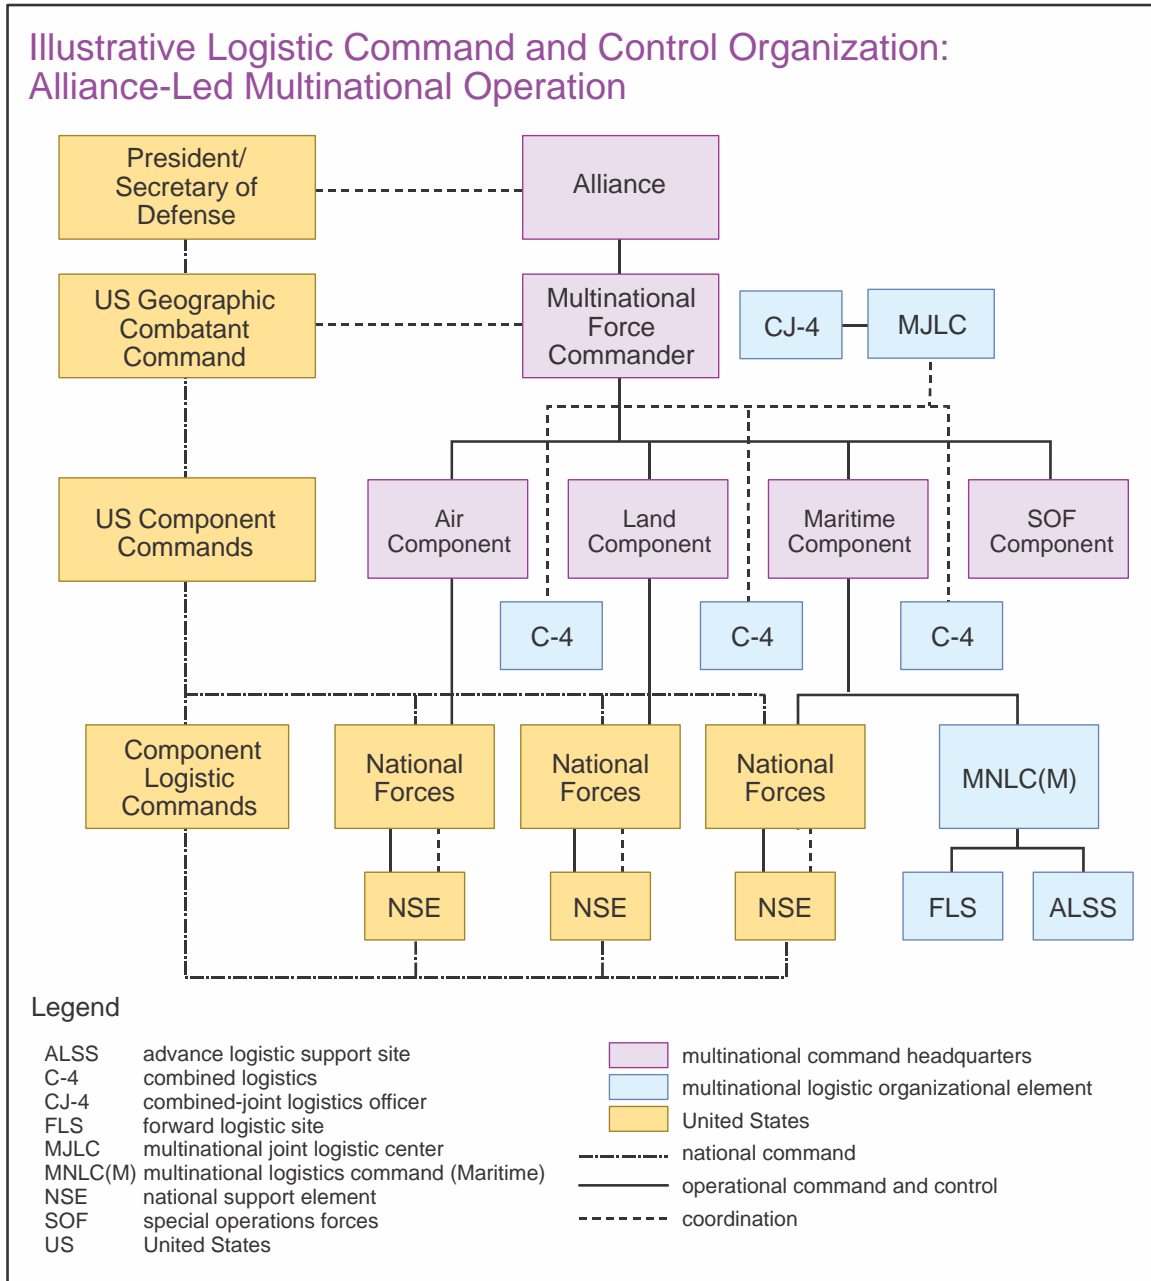 Illustrative Logistic Command and Control Organization:
Alliance-Led Multinational Operation
President/
Secretary of
Defense
Alliance
US Geographic
Combatant
Command
Multinational
Force
Commander
CJ-4
MJLC
US Component
Commands
Air
Component
Land
Component
Maritime
Component
SOF
Component
C-4
C-4
C-4
Component
Logistic
Commands
National
Forces
National
Forces
National
Forces
MNLC(M)
NSE
NSE
NSE
FLS
ALSS
Legend
ALSS advance logistic support site
C-4 combined logistics
CJ-4 combined-joint logistics officer
FLS forward logistic site
MJLC multinational joint logistic center
MNLC(M) multinational logistics command (Maritime)
NSE national support element
SOF special operations forces
US United States
multinational command headquarters
multinational logistic organizational element
United States
national command
operational command and control
coordination